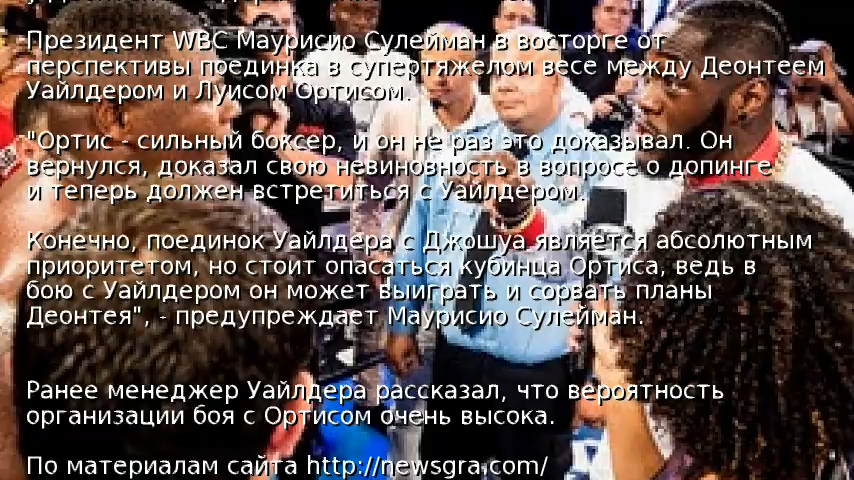 Президент WBC Маурисио Сулейман в восторге от
перспективы поединка в супертяжелом весе между Деонтеем
Уайлдером и Луисом Ортисом.
"Ортис - сильный боксер, и он не раз это доказывал. Он
вернулся, доказал свою невиновность в вопросе о допинге
и теперь должен встретиться с Уайлдером.
Конечно, поединок Уайлдера с Джошуа является абсолютным
приоритетом, но стоит опасаться кубинца Ортиса, ведь в
бою с Уайлдером он может выиграть и сорвать планы
Деонтея", - предупреждает Маурисио Сулейман.
Ранее менеджер Уайлдера рассказал, что вероятность
организации боя с Ортисом очень высока.
По материалам сайта http://newsgra.com/